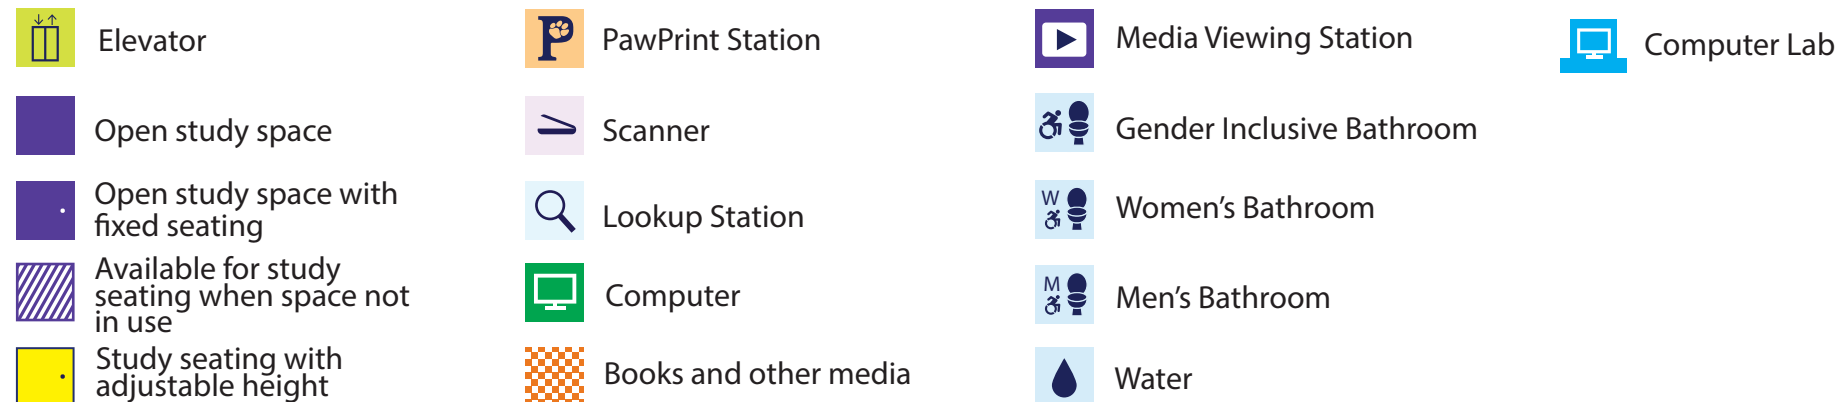 Elevator
Open study space
Open study space with
fixed seating
Available for study
seating when space not
in use
Study seating with
adjustable height
P
PawPrint Station
Scanner
Lookup Station
Computer
Books and other media
Media Viewing Station
Gender Inclusive Bathroom
W
Women's Bathroom
M
Men's Bathroom
Water
Computer Lab